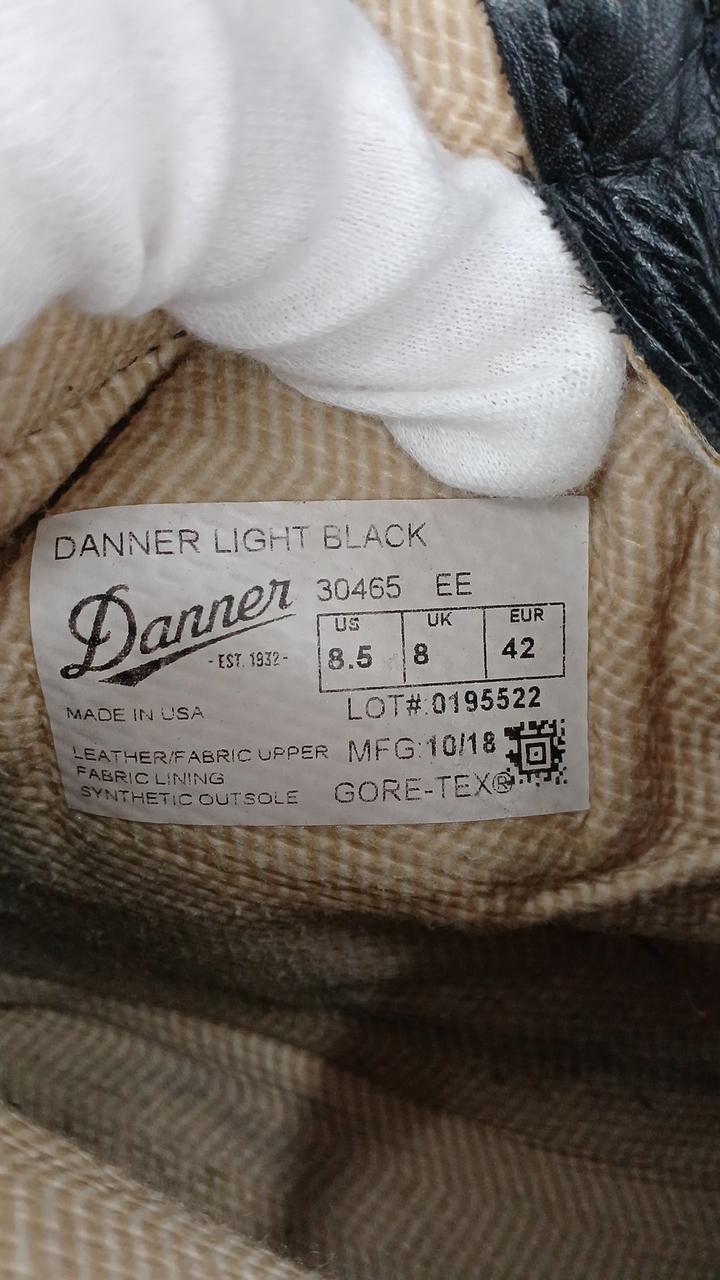 DANNER LIGHT BLACK
Danner
- EST. 1932 -
30465 EE
US UK EUR
8.5 8 42
MADE IN USA
LOT#:0195522
LEATHER/FABRIC UPPER
FABRIC LINING
SYNTHETIC OUTSOLE
MFG:10/18
GORE-TEX®